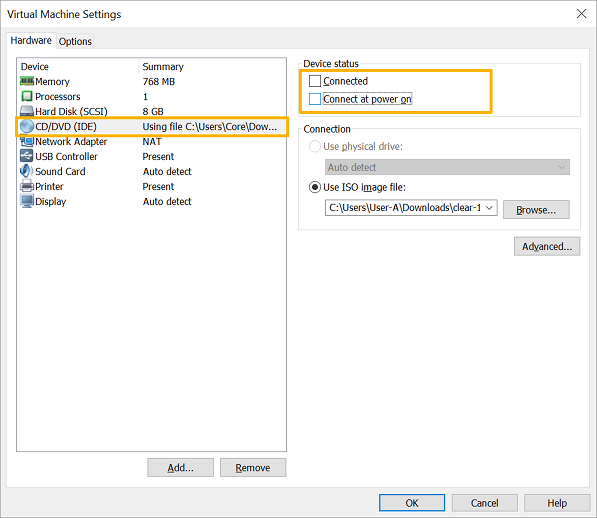 Virtual Machine Settings
Hardware Options
Device Summary
Memory 768 MB
Processors 1
Hard Disk (SCSI) 8 GB
CD/DVD (IDE) Using file C:\Users\Core\Dow...
Network Adapter NAT
USB Controller Present
Sound Card Auto detect
Printer Present
Display Auto detect
Add... Remove
Device status
Connected
Connect at power on
Connection
Use physical drive:
Auto detect
Use ISO image file:
C:\Users\User-A\Downloads\clear-1 Browse...
Advanced...
OK Cancel Help